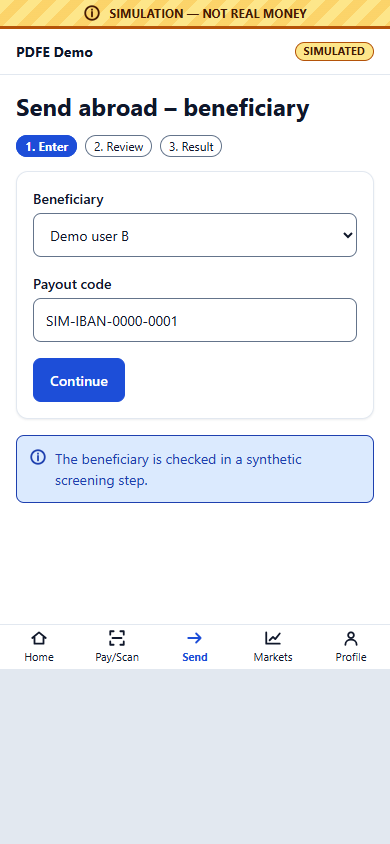 SIMULATION — NOT REAL MONEY
PDFE Demo
SIMULATED
Send abroad – beneficiary
1. Enter
2. Review
3. Result
Beneficiary
Demo user B
Payout code
SIM-IBAN-0000-0001
Continue
The beneficiary is checked in a synthetic
screening step.
Home
Pay/Scan
Send
Markets
Profile